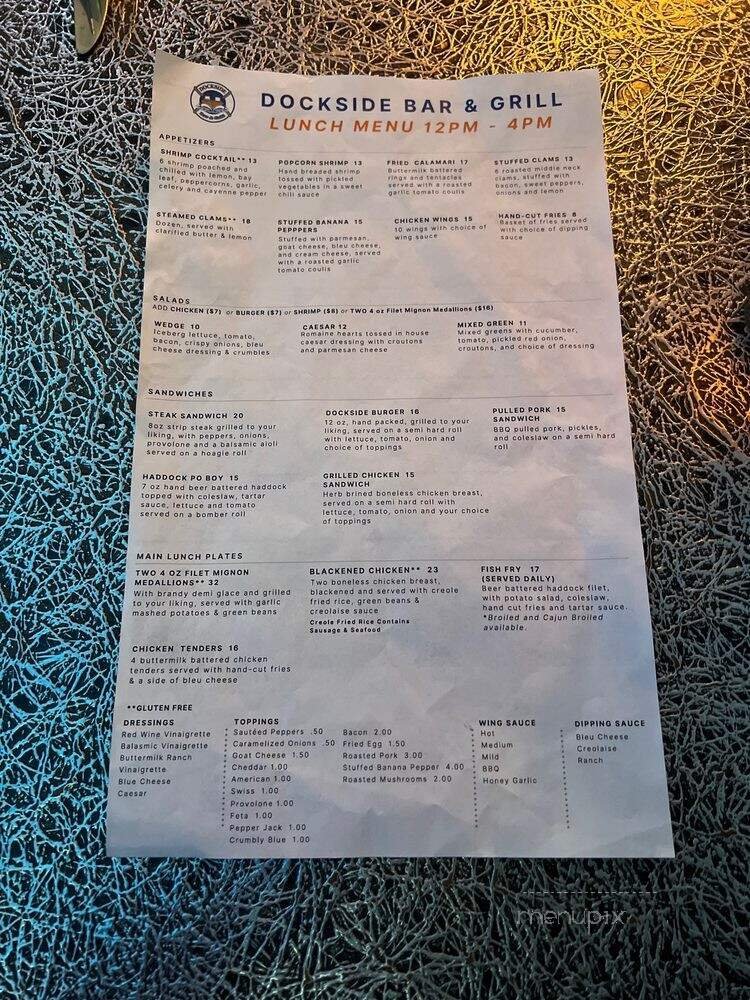 DOCKSIDE
DOCKSIDE BAR & GRILL
LUNCH MENU 12PM - 4PM
APPETIZERS
SHRIMP COCKTAIL** 13
6 shrimp poached and
chilled with lemon, bay
leaf, peppercorns, garlic,
celery and cayenne pepper
POPCORN SHRIMP 13
Hand breaded shrimp
tossed with pickled
vegetables in a sweet
chili sauce
FRIED CALAMARI 17
Buttermilk battered
rings and tentacles
served with a roasted
garlic tomato coulis
STUFFED CLAMS 13
6 roasted middle neck
clams, stuffed with
bacon, sweet peppers,
onions and lemon
STEAMED CLAMS** 18
Dozen, served with
clarified butter & lemon
STUFFED BANANA 15
PEPPPERS
Stuffed with parmesan,
goat cheese, bleu cheese,
and cream cheese, served
with a roasted garlic
tomato coulis
CHICKEN WINGS 15
10 wings with choice of
wing sauce
HAND-CUT FRIES 8
Basket of fries served
with choice of dipping
sauce
SALADS
ADD CHICKEN ($7) or BURGER ($7) or SHRIMP ($8) or TWO 4 oz Filet Mignon Medallions ($16)
WEDGE 10
Iceberg lettuce, tomato,
bacon, crispy onions, bleu
cheese dressing & crumbles
CAESAR 12
Romaine hearts tossed in house
caesar dressing with croutons
and parmesan cheese
MIXED GREEN 11
Mixed greens with cucumber,
tomato, pickled red onion,
croutons, and choice of dressing
SANDWICHES
STEAK SANDWICH 20
8oz strip steak grilled to your
liking, with peppers, onions,
provolone and a balsamic aioli
served on a hoagie roll
DOCKSIDE BURGER 16
12 oz, hand packed, grilled to your
liking, served on a semi hard roll
with lettuce, tomato, onion and
choice of toppings
PULLED PORK 15
SANDWICH
BBQ pulled pork, pickles,
and coleslaw on a semi hard
roll
HADDOCK PO BOY 15
7 oz hand beer battered haddock
topped with coleslaw, tartar
sauce, lettuce and tomato
served on a bomber roll
GRILLED CHICKEN 15
SANDWICH
Herb brined boneless chicken breast,
served on a semi hard roll with
lettuce, tomato, onion and your choice
of toppings
MAIN LUNCH PLATES
TWO 4 OZ FILET MIGNON
MEDALLIONS** 32
With brandy demi glace and grilled
to your liking, served with garlic
mashed potatoes & green beans
BLACKENED CHICKEN** 23
Two boneless chicken breast,
blackened and served with creole
fried rice, green beans &
creolaise sauce
Creole Fried Rice Contains
Sausage & Seafood
FISH FRY 17
(SERVED DAILY)
Beer battered haddock filet,
with potato salad, coleslaw,
hand cut fries and tartar sauce.
*Broiled and Cajun Broiled
available.
CHICKEN TENDERS 16
4 buttermilk battered chicken
tenders served with hand-cut fries
& a side of bleu cheese
**GLUTEN FREE
DRESSINGS
Red Wine Vinaigrette
Balasmic Vinaigrette
Buttermilk Ranch
Vinaigrette
Blue Cheese
Caesar
TOPPINGS
Sautéed Peppers .50
Caramelized Onions .50
Goat Cheese 1.50
Cheddar 1.00
American 1.00
Swiss 1.00
Provolone 1.00
Feta 1.00
Pepper Jack 1.00
Crumbly Blue 1.00
Bacon 2.00
Fried Egg 1.50
Roasted Pork 3.00
Stuffed Banana Pepper 4.00
Roasted Mushrooms 2.00
WING SAUCE
Hot
Medium
Mild
BBQ
Honey Garlic
DIPPING SAUCE
Bleu Cheese
Creolaise
Ranch
menupix